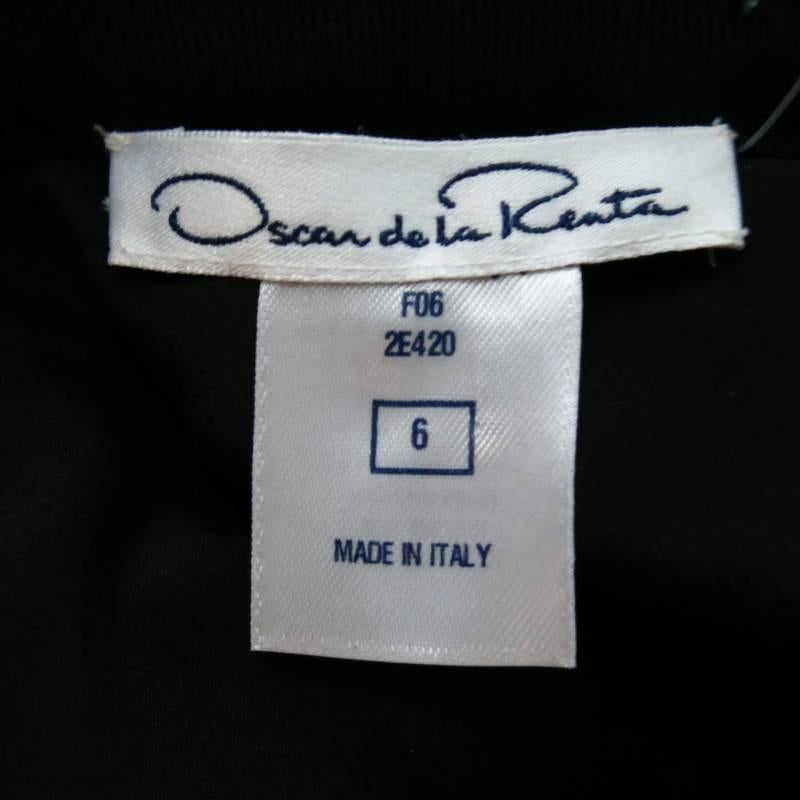 Oscar de la Renta
F06
2E420
6
MADE IN ITALY